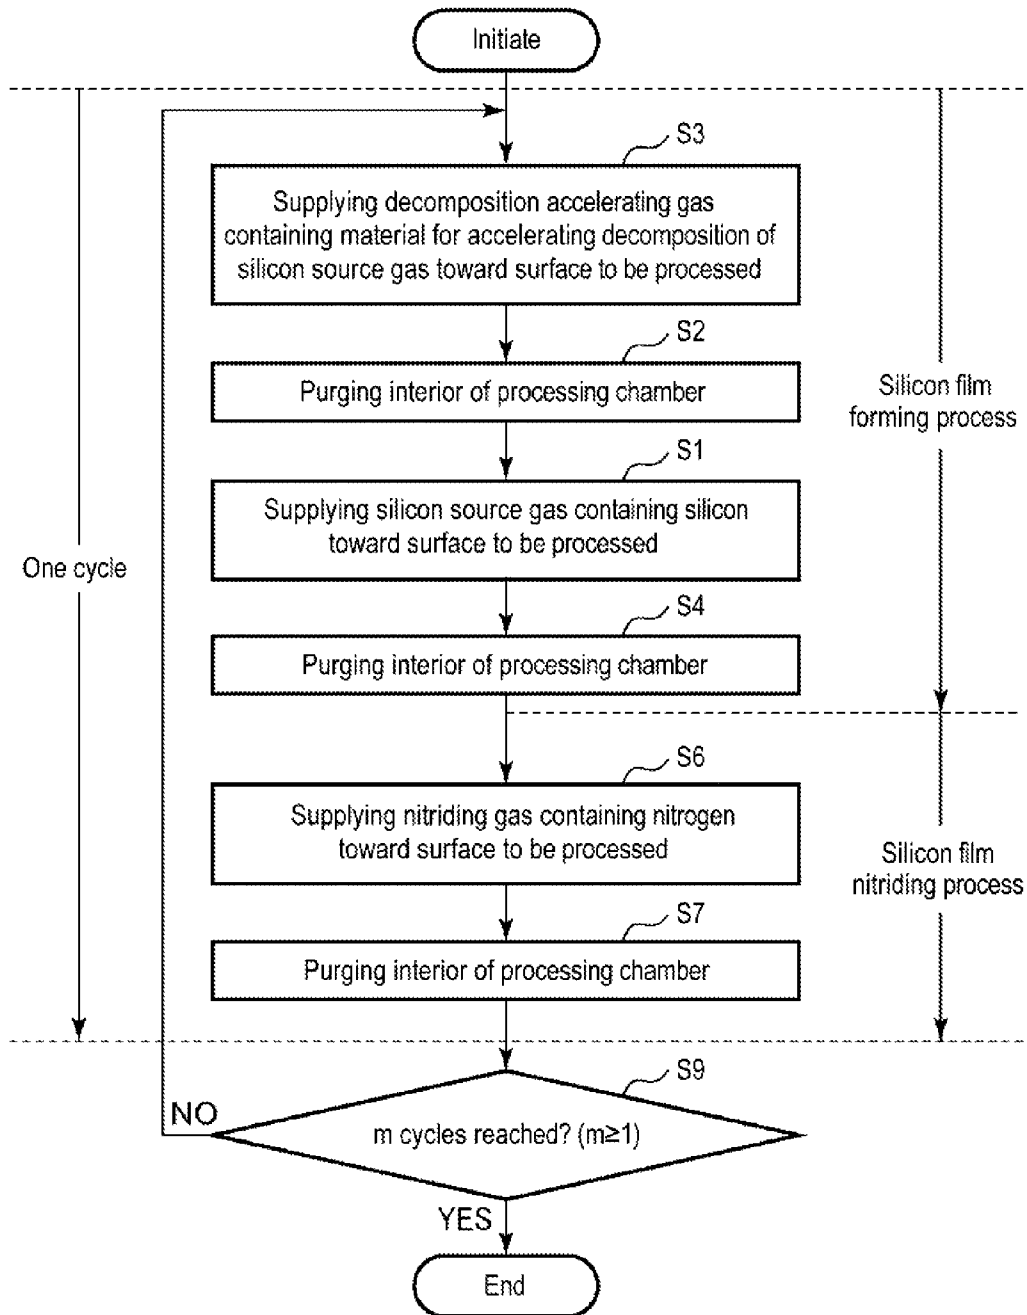 Initiate
S3
Supplying decomposition accelerating gas
containing material for accelerating decomposition of
silicon source gas toward surface to be processed
S2
Purging interior of processing chamber
Silicon film
forming process
S1
Supplying silicon source gas containing silicon
toward surface to be processed
One cycle
S4
Purging interior of processing chamber
S6
Supplying nitriding gas containing nitrogen
toward surface to be processed
Silicon film
nitriding process
S7
Purging interior of processing chamber
S9
NO
m cycles reached? (m≥1)
YES
End